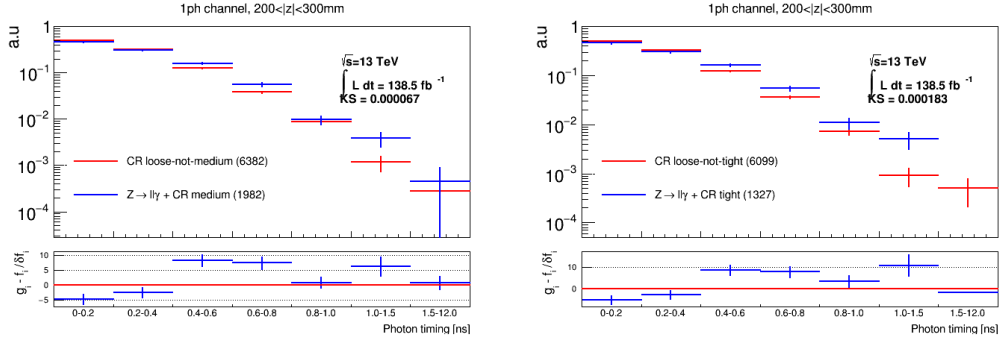 1ph channel, 200<|z|<300mm
a.u
1
10⁻¹
10⁻²
10⁻³
10⁻⁴
√s=13 TeV
∫ L dt = 138.5 fb⁻¹
KS = 0.000067
CR loose-not-medium (6382)
Z → llγ + CR medium (1982)
gᵢ - fᵢ /δfᵢ
10
5
0
−5
0-0.2 0.2-0.4 0.4-0.6 0.6-0.8 0.8-1.0 1.0-1.5 1.5-12.0
Photon timing [ns]
1ph channel, 200<|z|<300mm
a.u
1
10⁻¹
10⁻²
10⁻³
10⁻⁴
√s=13 TeV
∫ L dt = 138.5 fb⁻¹
KS = 0.000183
CR loose-not-tight (6099)
Z → llγ + CR tight (1327)
gᵢ - fᵢ /δfᵢ
10
0
0-0.2 0.2-0.4 0.4-0.6 0.6-0.8 0.8-1.0 1.0-1.5 1.5-12.0
Photon timing [ns]